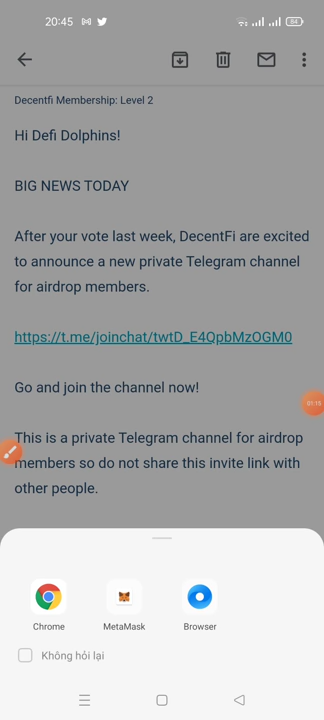 20:45
84
Decentfi Membership: Level 2
Hi Defi Dolphins!
BIG NEWS TODAY
After your vote last week, DecentFi are excited
to announce a new private Telegram channel
for airdrop members.
https://t.me/joinchat/twtD_E4QpbMzOGM0
Go and join the channel now!
01:15
This is a private Telegram channel for airdrop
members so do not share this invite link with
other people.
Chrome
MetaMask
Browser
Không hỏi lại